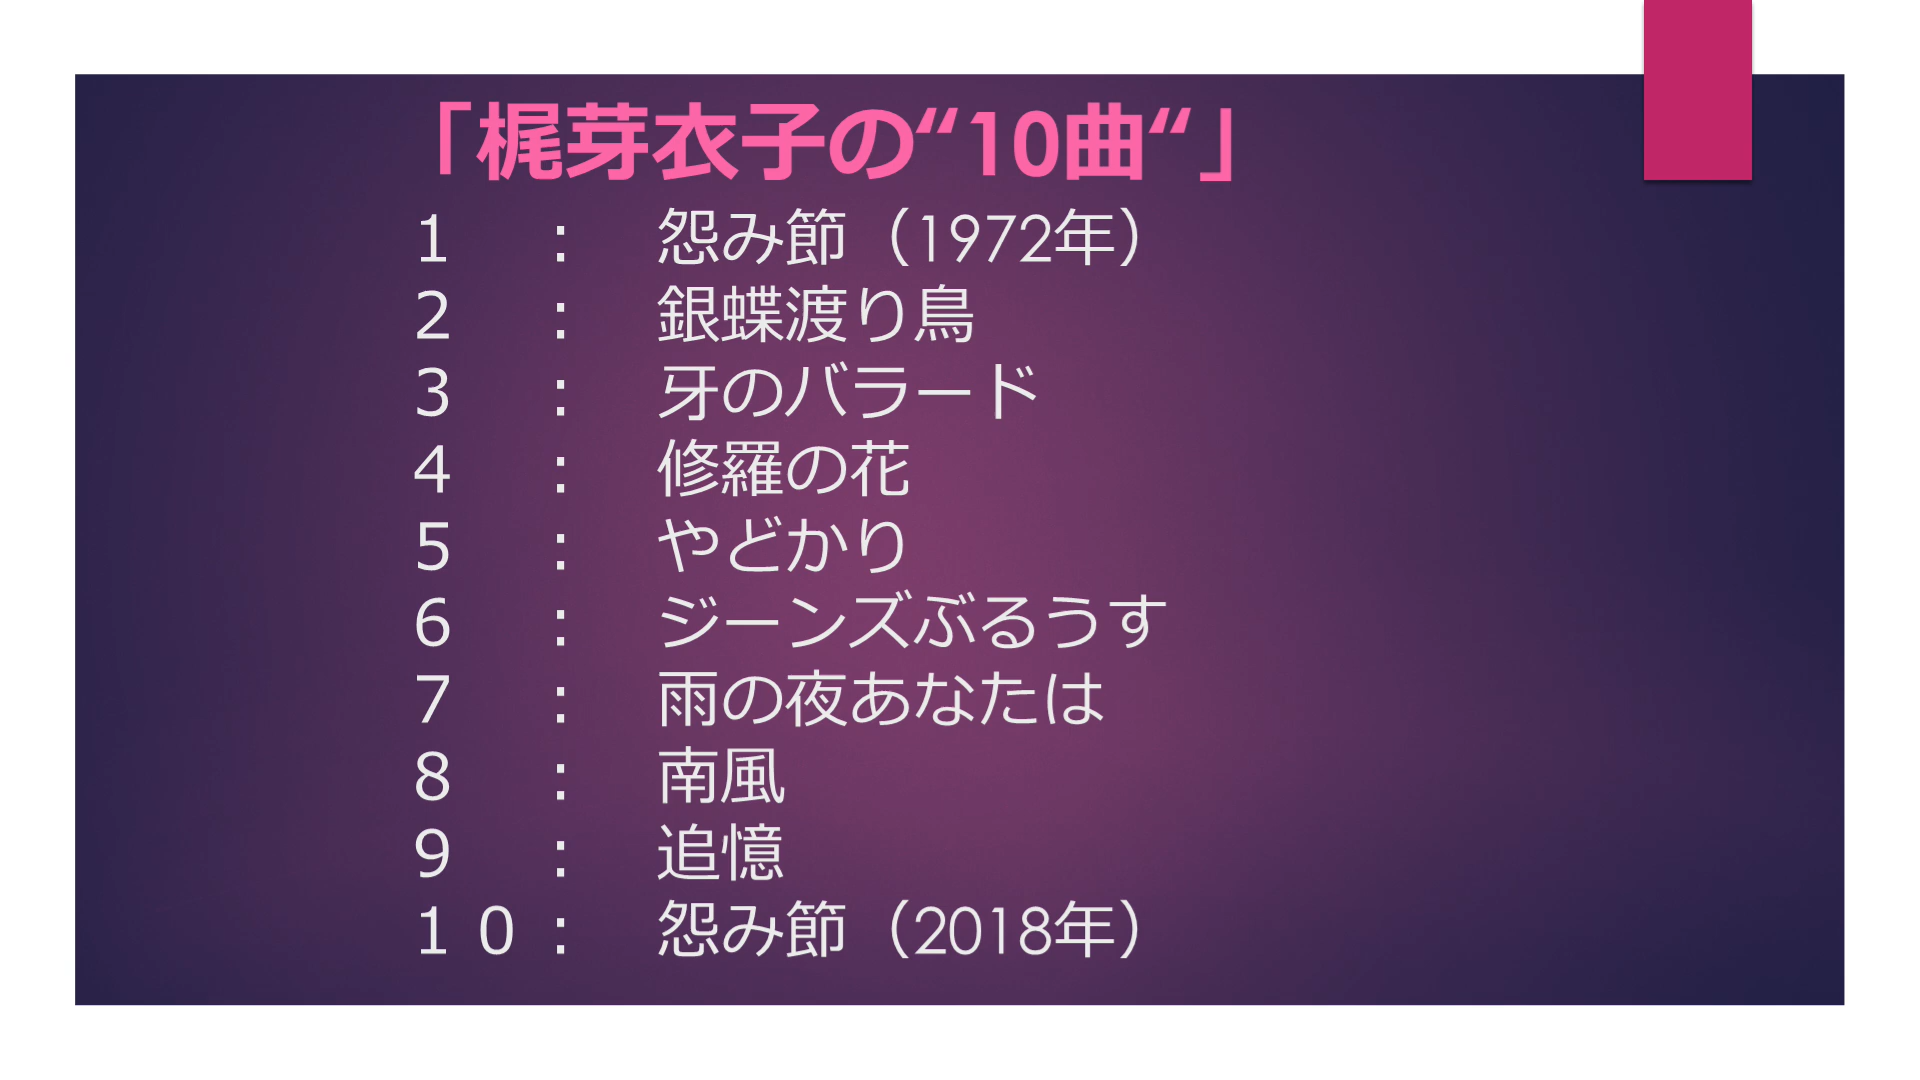 「梶芽衣子の“10曲“」
１　：　怨み節（1972年）
２　：　銀蝶渡り鳥
３　：　牙のバラード
４　：　修羅の花
５　：　やどかり
６　：　ジーンズぶるうす
７　：　雨の夜あなたは
８　：　南風
９　：　追憶
１０：　怨み節（2018年）